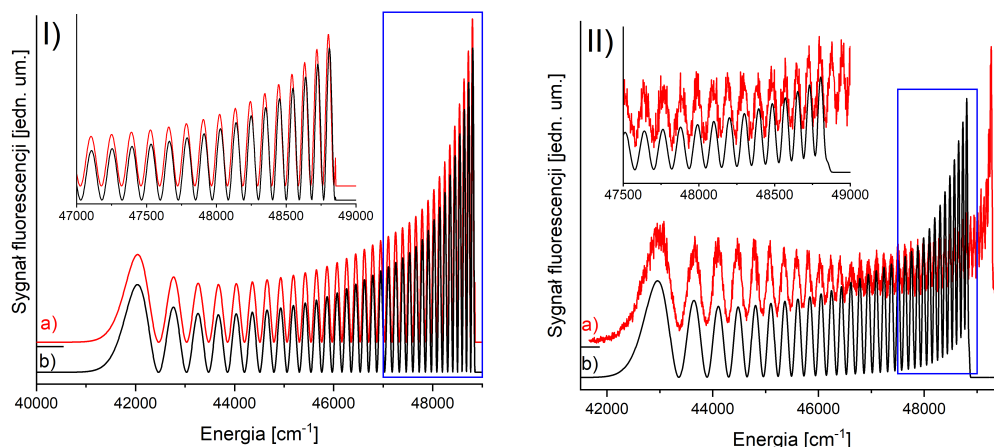 I)
Sygnał fluorescencji [jedn. um.]
47000 47500 48000 48500 49000
a)
b)
40000 42000 44000 46000 48000
Energia [cm⁻¹]
II)
Sygnał fluorescencji [jedn. um.]
47500 48000 48500 49000
a)
b)
42000 44000 46000 48000
Energia [cm⁻¹]